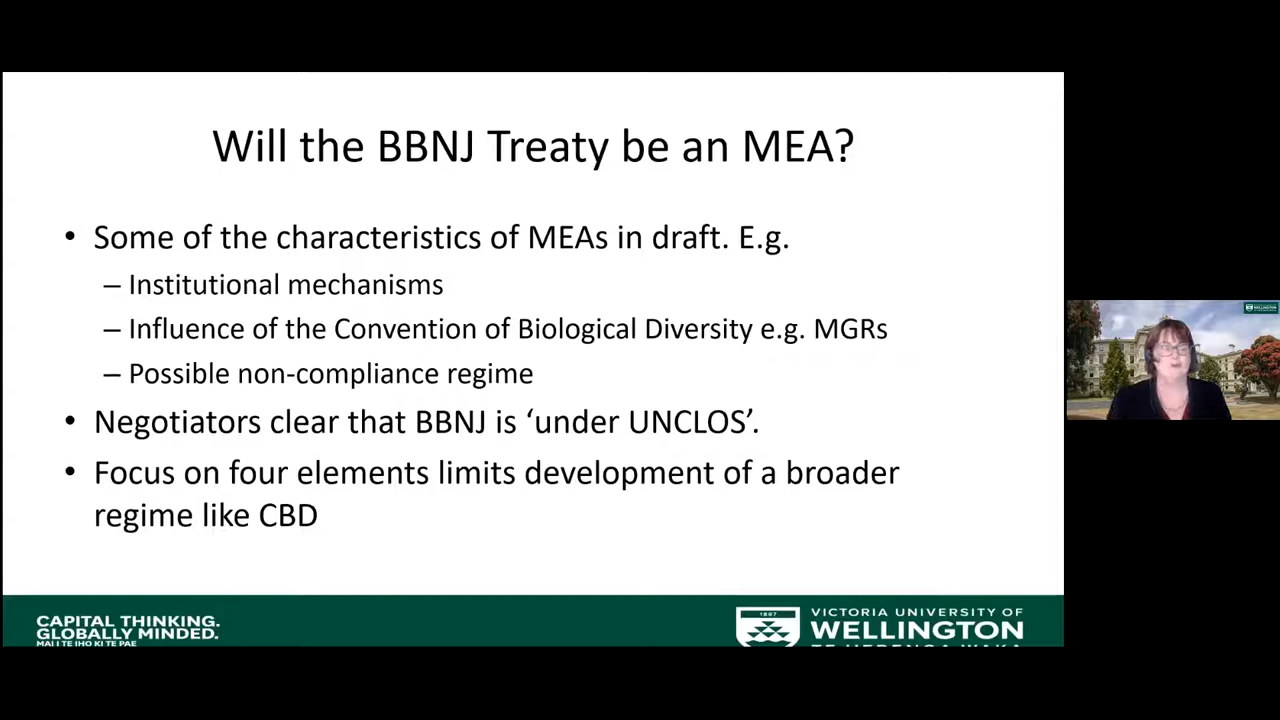 Will the BBNJ Treaty be an MEA?
• Some of the characteristics of MEAs in draft. E.g.
– Institutional mechanisms
– Influence of the Convention of Biological Diversity e.g. MGRs
– Possible non-compliance regime
• Negotiators clear that BBNJ is ‘under UNCLOS’.
• Focus on four elements limits development of a broader
regime like CBD
CAPITAL THINKING.
GLOBALLY MINDED.
MAI I TE IHO KI TE PAE
1897
VICTORIA UNIVERSITY OF
WELLINGTON
TE HERENGA WAKA